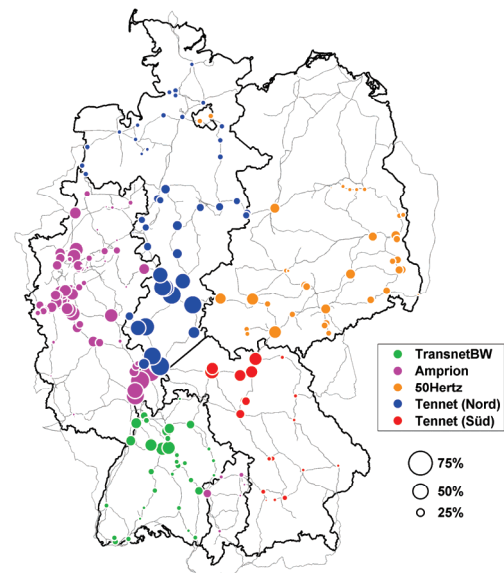 TransnetBW
Amprion
50Hertz
Tennet (Nord)
Tennet (Süd)
75%
50%
25%